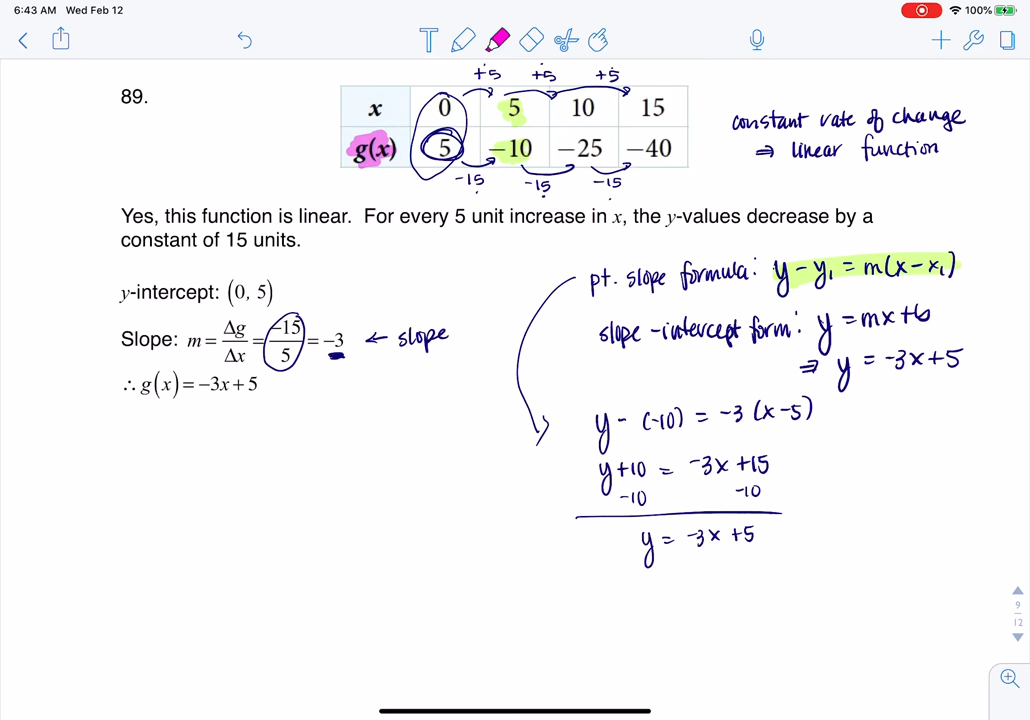 6:43 AM Wed Feb 12
100%
T
+5 +5 +5
89.
x 0 5 10 15
g(x) 5 −10 −25 −40
-15 -15 -15
constant rate of change
⇒ linear function
Yes, this function is linear. For every 5 unit increase in x, the y-values decrease by a
constant of 15 units.
y-intercept: (0, 5)
Slope: m = Δg/Δx = −15/5 = −3 ← slope
∴ g(x) = −3x + 5
pt. slope formula: y - y₁ = m(x - x₁)
slope-intercept form: y = mx+b
⇒ y = -3x+5
y - (-10) = -3 (x-5)
y+10 = -3x +15
-10 -10
y = -3x +5
9
12